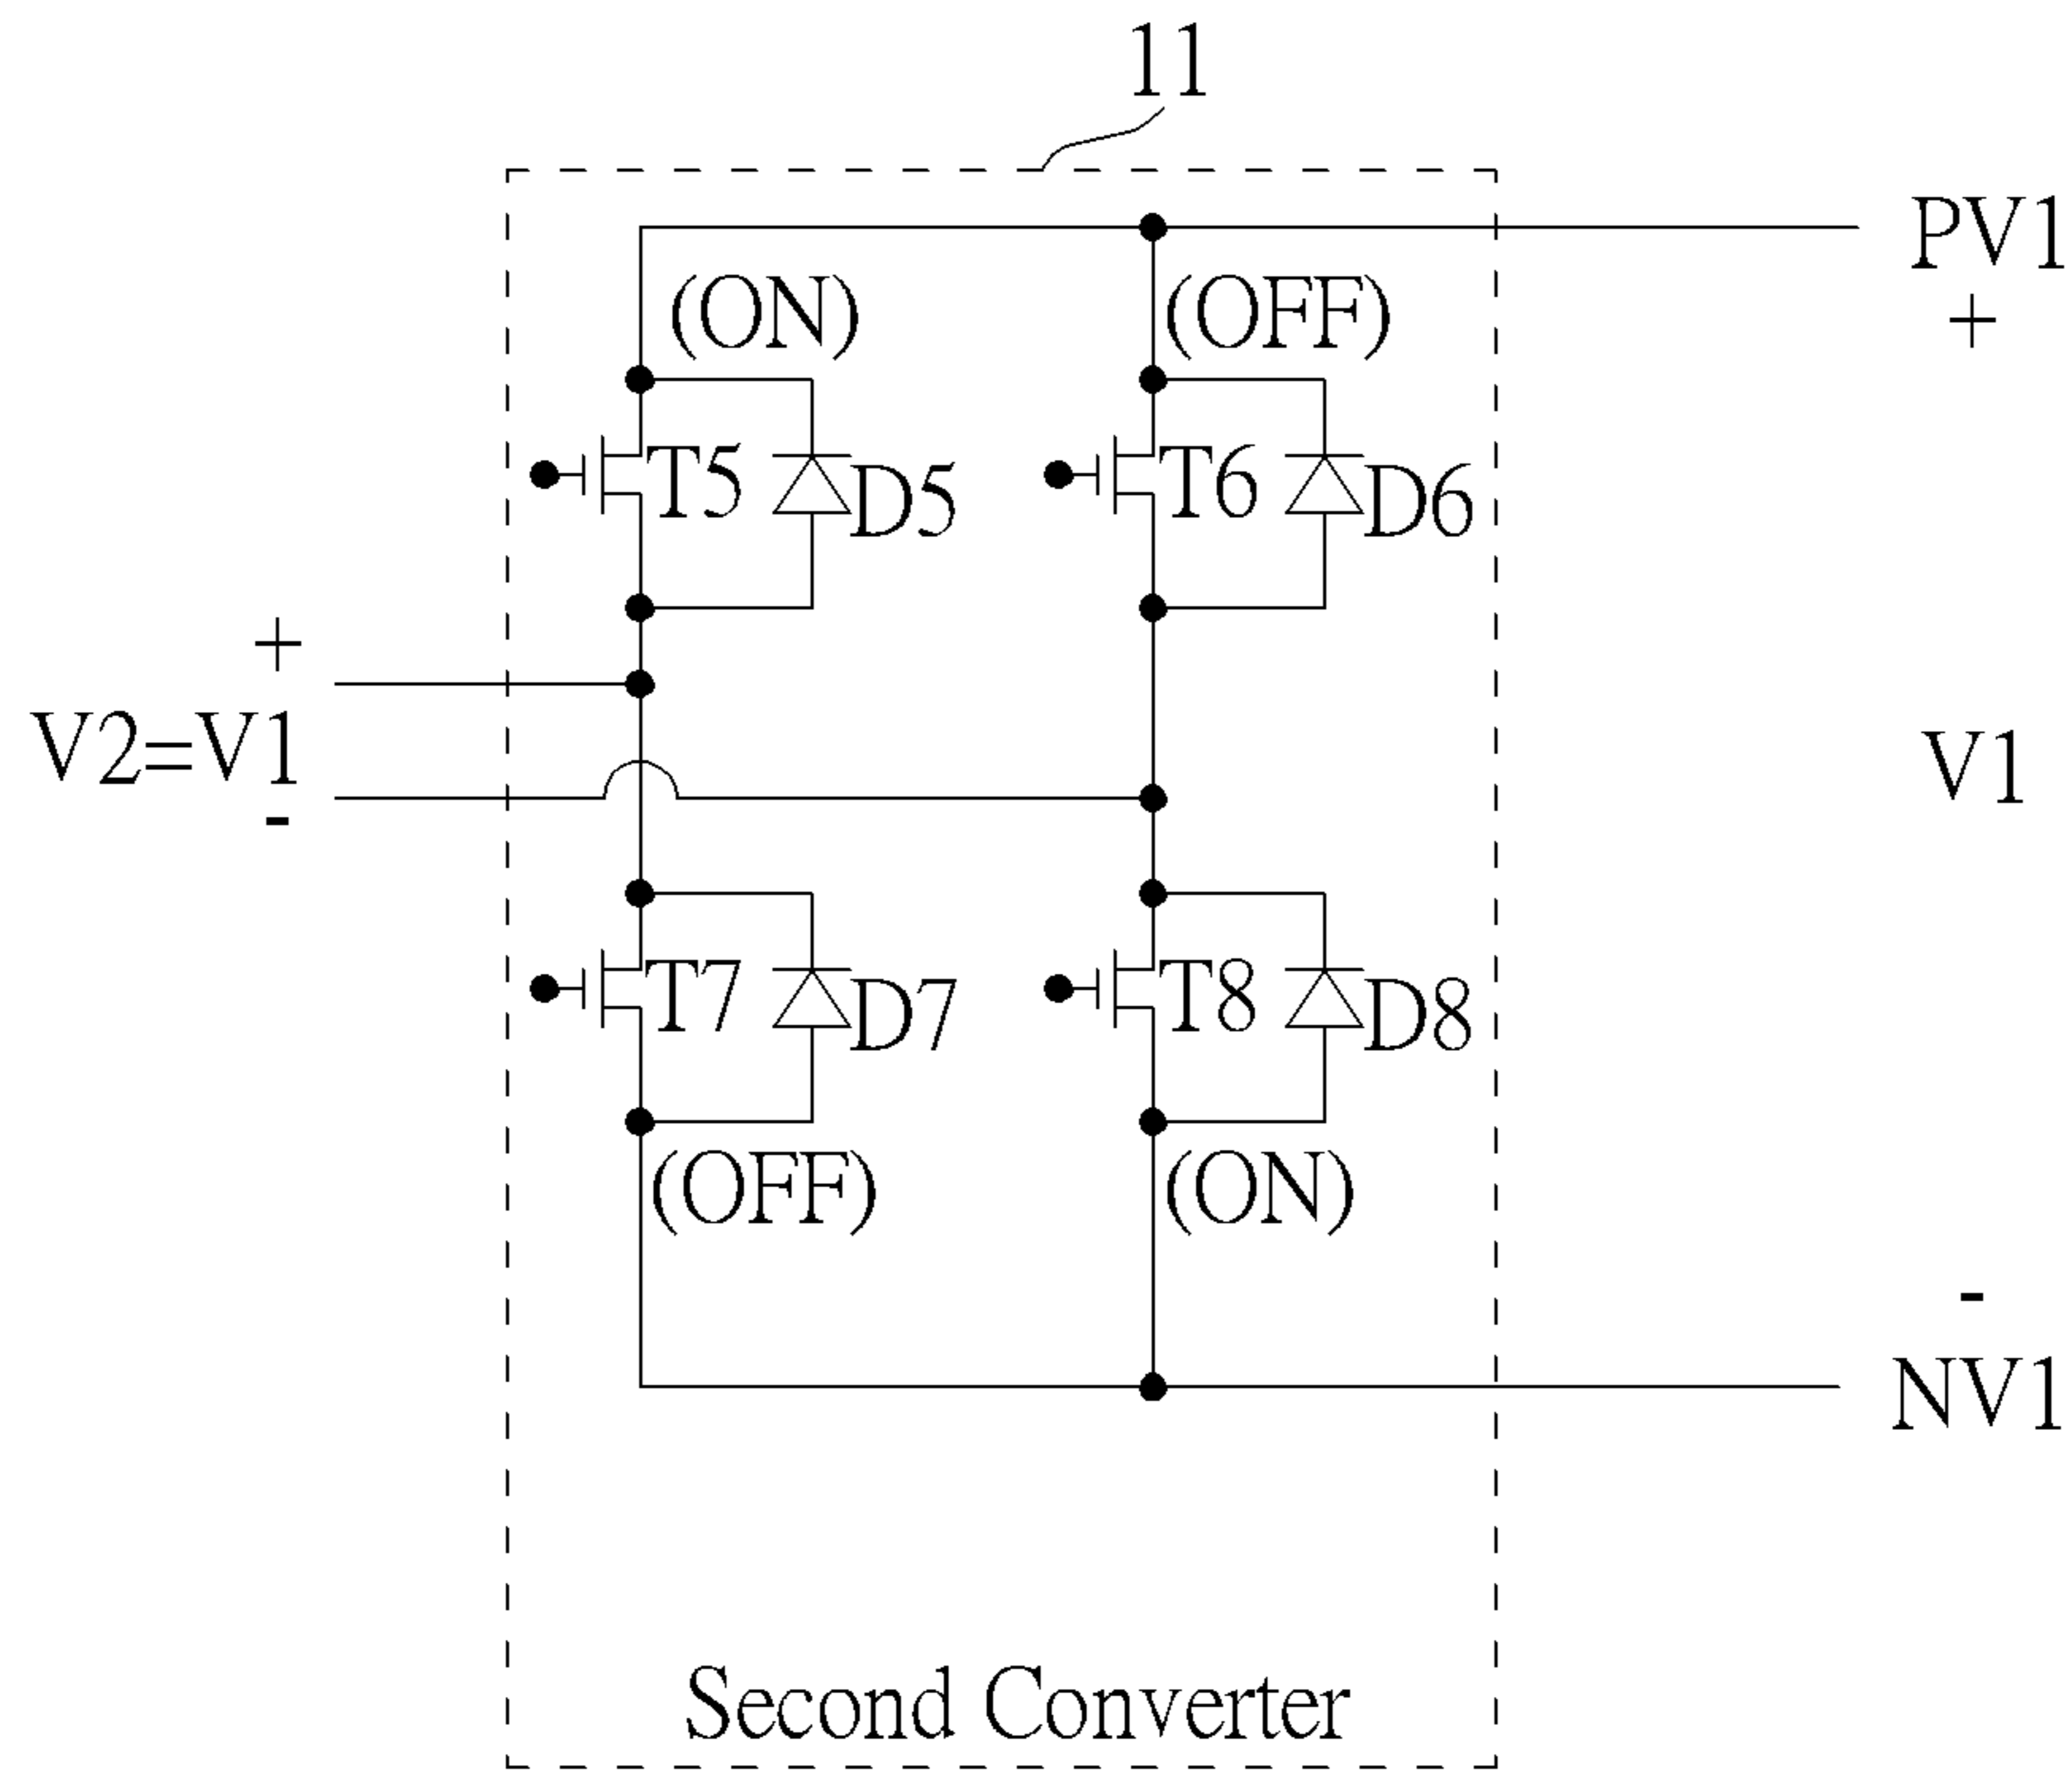 11
PV1
+
(ON) (OFF)
T5 D5 T6 D6
+
V2=V1
-
V1
T7 D7 T8 D8
(OFF) (ON)
-
NV1
Second Converter